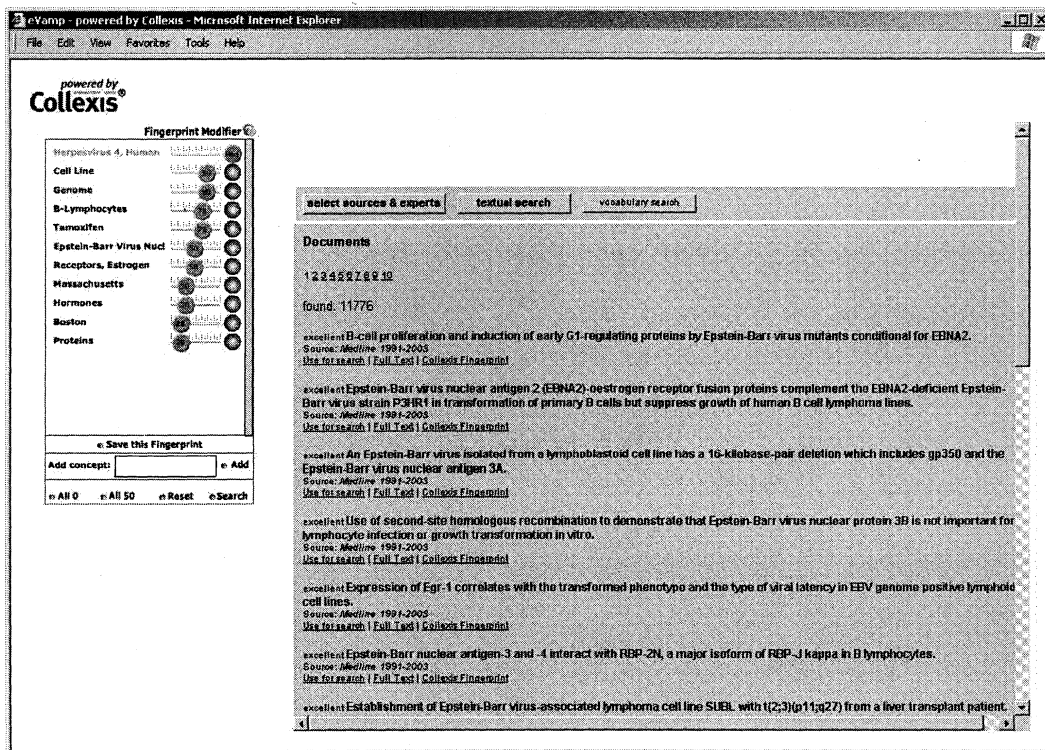 eVamp - powered by Collexis - Microsoft Internet Explorer
File Edit View Favorites Tools Help
powered by
Collexis®
Fingerprint Modifier
Herpesvirus 4, Human
Cell Line
Genome
B-Lymphocytes
Tamoxifen
Epstein-Barr Virus Nucl
Receptors, Estrogen
Massachusetts
Hormones
Boston
Proteins
Save this Fingerprint
Add concept: Add
All 0 All 50 Reset Search
select sources & experts textual search vocabulary search
Documents
1 2 3 4 5 6 7 8 9 10
found: 11776
excellent B-cell proliferation and induction of early G1-regulating proteins by Epstein-Barr virus mutants conditional for EBNA2.
Source: Medline 1991-2003
Use for search | Full Text | Collexis Fingerprint
excellent Epstein-Barr virus nuclear antigen 2 (EBNA2)-oestrogen receptor fusion proteins complement the EBNA2-deficient Epstein-
Barr virus strain P3HR1 in transformation of primary B cells but suppress growth of human B cell lymphoma lines.
Source: Medline 1991-2003
Use for search | Full Text | Collexis Fingerprint
excellent An Epstein-Barr virus isolated from a lymphoblastoid cell line has a 16-kilobase-pair deletion which includes gp350 and the
Epstein-Barr virus nuclear antigen 3A.
Source: Medline 1991-2003
Use for search | Full Text | Collexis Fingerprint
excellent Use of second-site homologous recombination to demonstrate that Epstein-Barr virus nuclear protein 3B is not important for
lymphocyte infection or growth transformation in vitro.
Source: Medline 1991-2003
Use for search | Full Text | Collexis Fingerprint
excellent Expression of Egr-1 correlates with the transformed phenotype and the type of viral latency in EBV genome positive lymphoid
cell lines.
Source: Medline 1991-2003
Use for search | Full Text | Collexis Fingerprint
excellent Epstein-Barr nuclear antigen-3 and -4 interact with RBP-2N, a major isoform of RBP-J kappa in B lymphocytes.
Source: Medline 1991-2003
Use for search | Full Text | Collexis Fingerprint
excellent Establishment of Epstein-Barr virus-associated lymphoma cell line SUBL with t(2;3)(p11;q27) from a liver transplant patient.